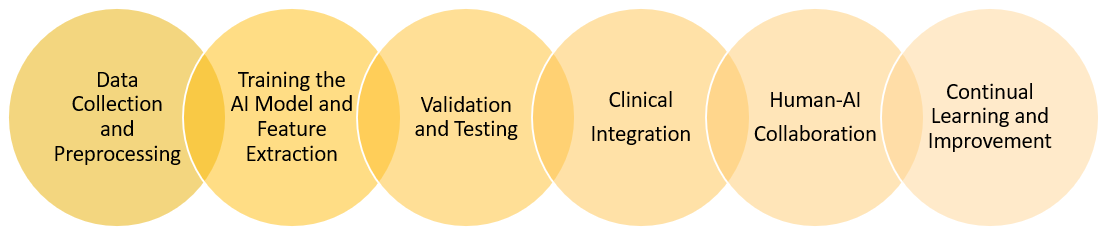 Data
Collection
and
Preprocessing
Training the
AI Model and
Feature
Extraction
Validation
and Testing
Clinical
Integration
Human-AI
Collaboration
Continual
Learning and
Improvement